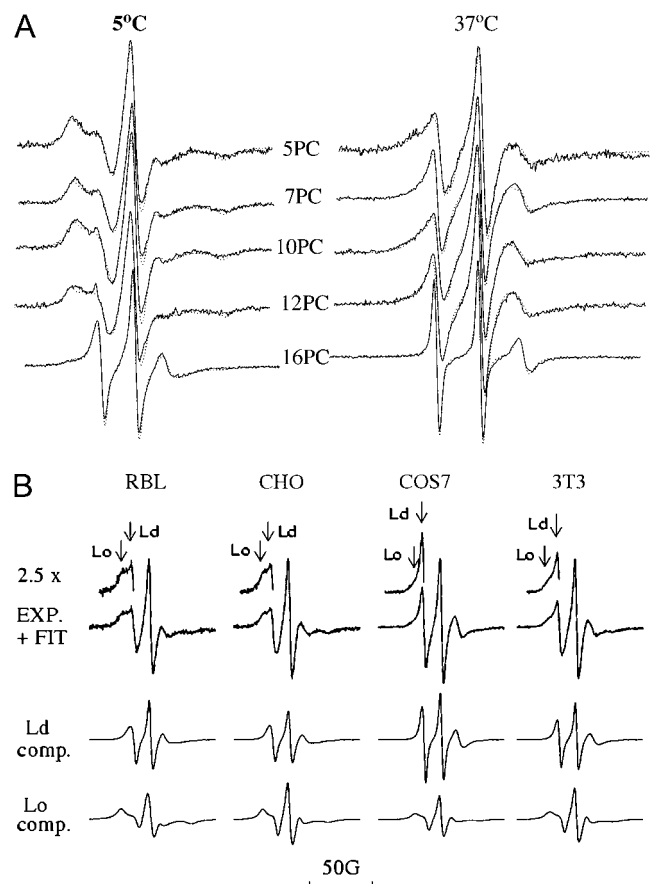 A
5°C 37°C
5PC
7PC
10PC
12PC
16PC
B
RBL CHO COS7 3T3
Lo Ld Lo Ld Lo Ld Lo Ld
2.5 x
EXP.
+ FIT
Ld
comp.
Lo
comp.
50G